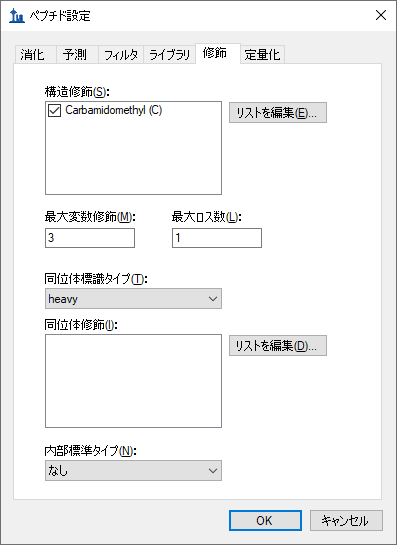 ペプチド設定
消化 予測 フィルタ ライブラリ 修飾 定量化
構造修飾(S):
Carbamidomethyl (C)
リストを編集(E)...
最大変数修飾(M): 最大ロス数(L):
3 1
同位体標識タイプ(T):
heavy
同位体修飾(I):
リストを編集(D)...
内部標準タイプ(N):
なし
OK キャンセル